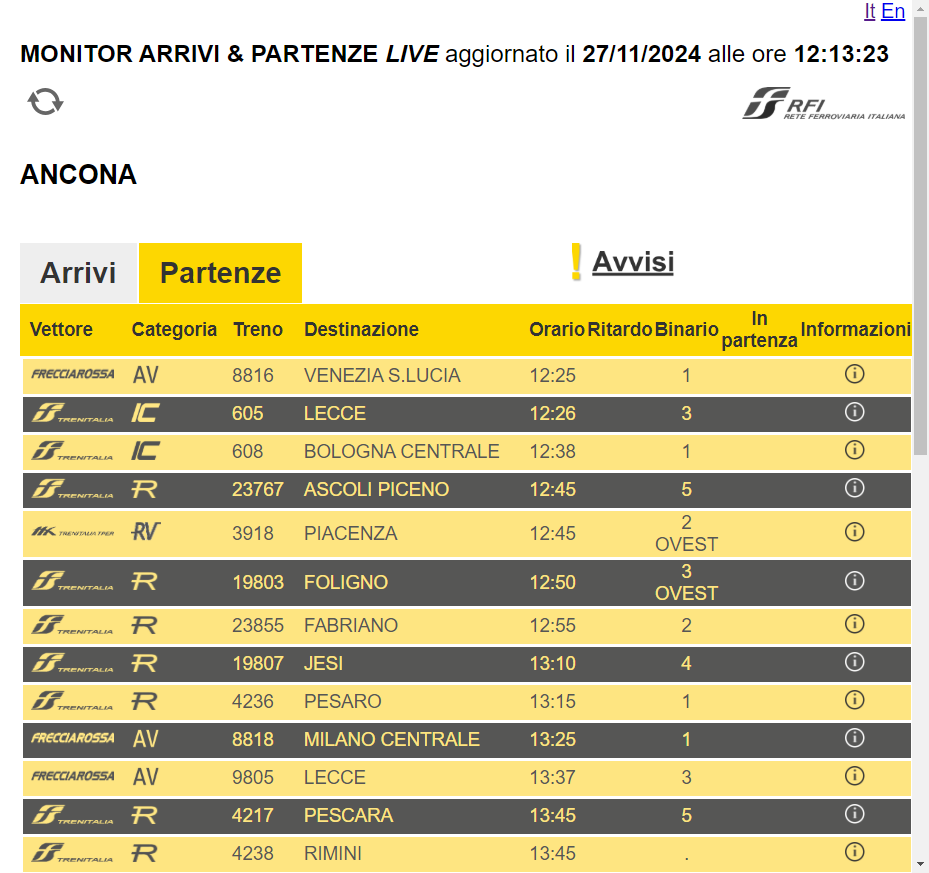 It En
MONITOR ARRIVI & PARTENZE LIVE aggiornato il 27/11/2024 alle ore 12:13:23
RFI
RETE FERROVIARIA ITALIANA
ANCONA
Arrivi Partenze ! Avvisi
Vettore Categoria Treno Destinazione Orario Ritardo Binario In partenza Informazioni
FRECCIAROSSA AV 8816 VENEZIA S.LUCIA 12:25 1
TRENITALIA IC 605 LECCE 12:26 3
TRENITALIA IC 608 BOLOGNA CENTRALE 12:38 1
TRENITALIA R 23767 ASCOLI PICENO 12:45 5
TRENITALIA TPER RV 3918 PIACENZA 12:45 2 OVEST
TRENITALIA R 19803 FOLIGNO 12:50 3 OVEST
TRENITALIA R 23855 FABRIANO 12:55 2
TRENITALIA R 19807 JESI 13:10 4
TRENITALIA R 4236 PESARO 13:15 1
FRECCIAROSSA AV 8818 MILANO CENTRALE 13:25 1
FRECCIAROSSA AV 9805 LECCE 13:37 3
TRENITALIA R 4217 PESCARA 13:45 5
TRENITALIA R 4238 RIMINI 13:45 .